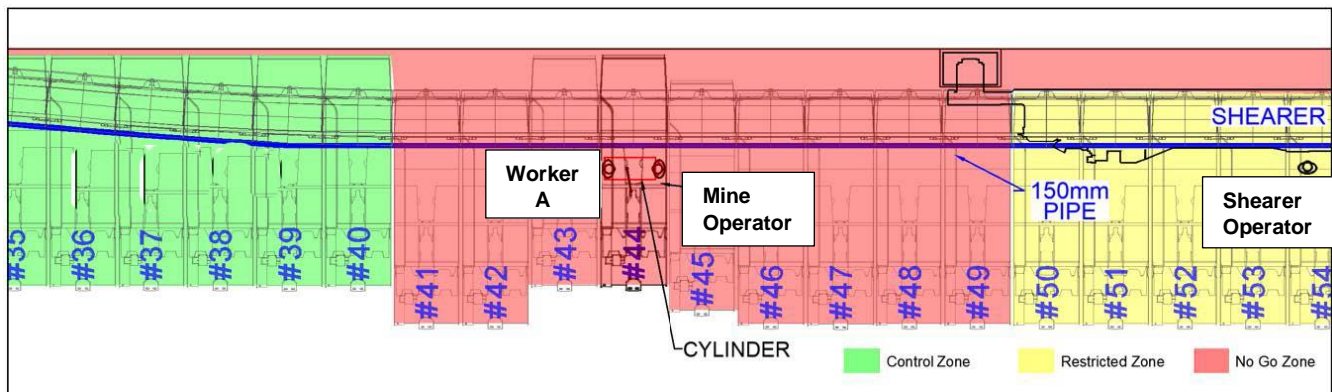 SHEARER
Worker
A
Mine
Operator
150mm
PIPE
Shearer
Operator
#35
#36
#37
#38
#39
#40
#41
#42
#43
#44
#45
#46
#47
#48
#49
#50
#51
#52
#53
#54
CYLINDER
Control Zone
Restricted Zone
No Go Zone